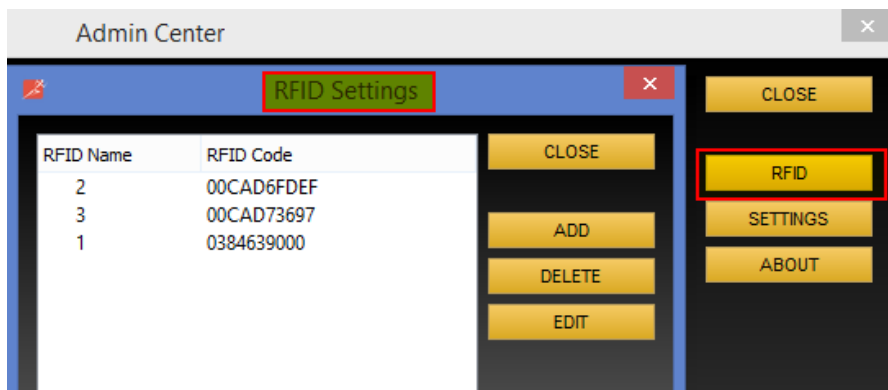 Admin Center
RFID Settings
RFID Name RFID Code
2 00CAD6FDEF
3 00CAD73697
1 0384639000
CLOSE
ADD
DELETE
EDIT
CLOSE
RFID
SETTINGS
ABOUT